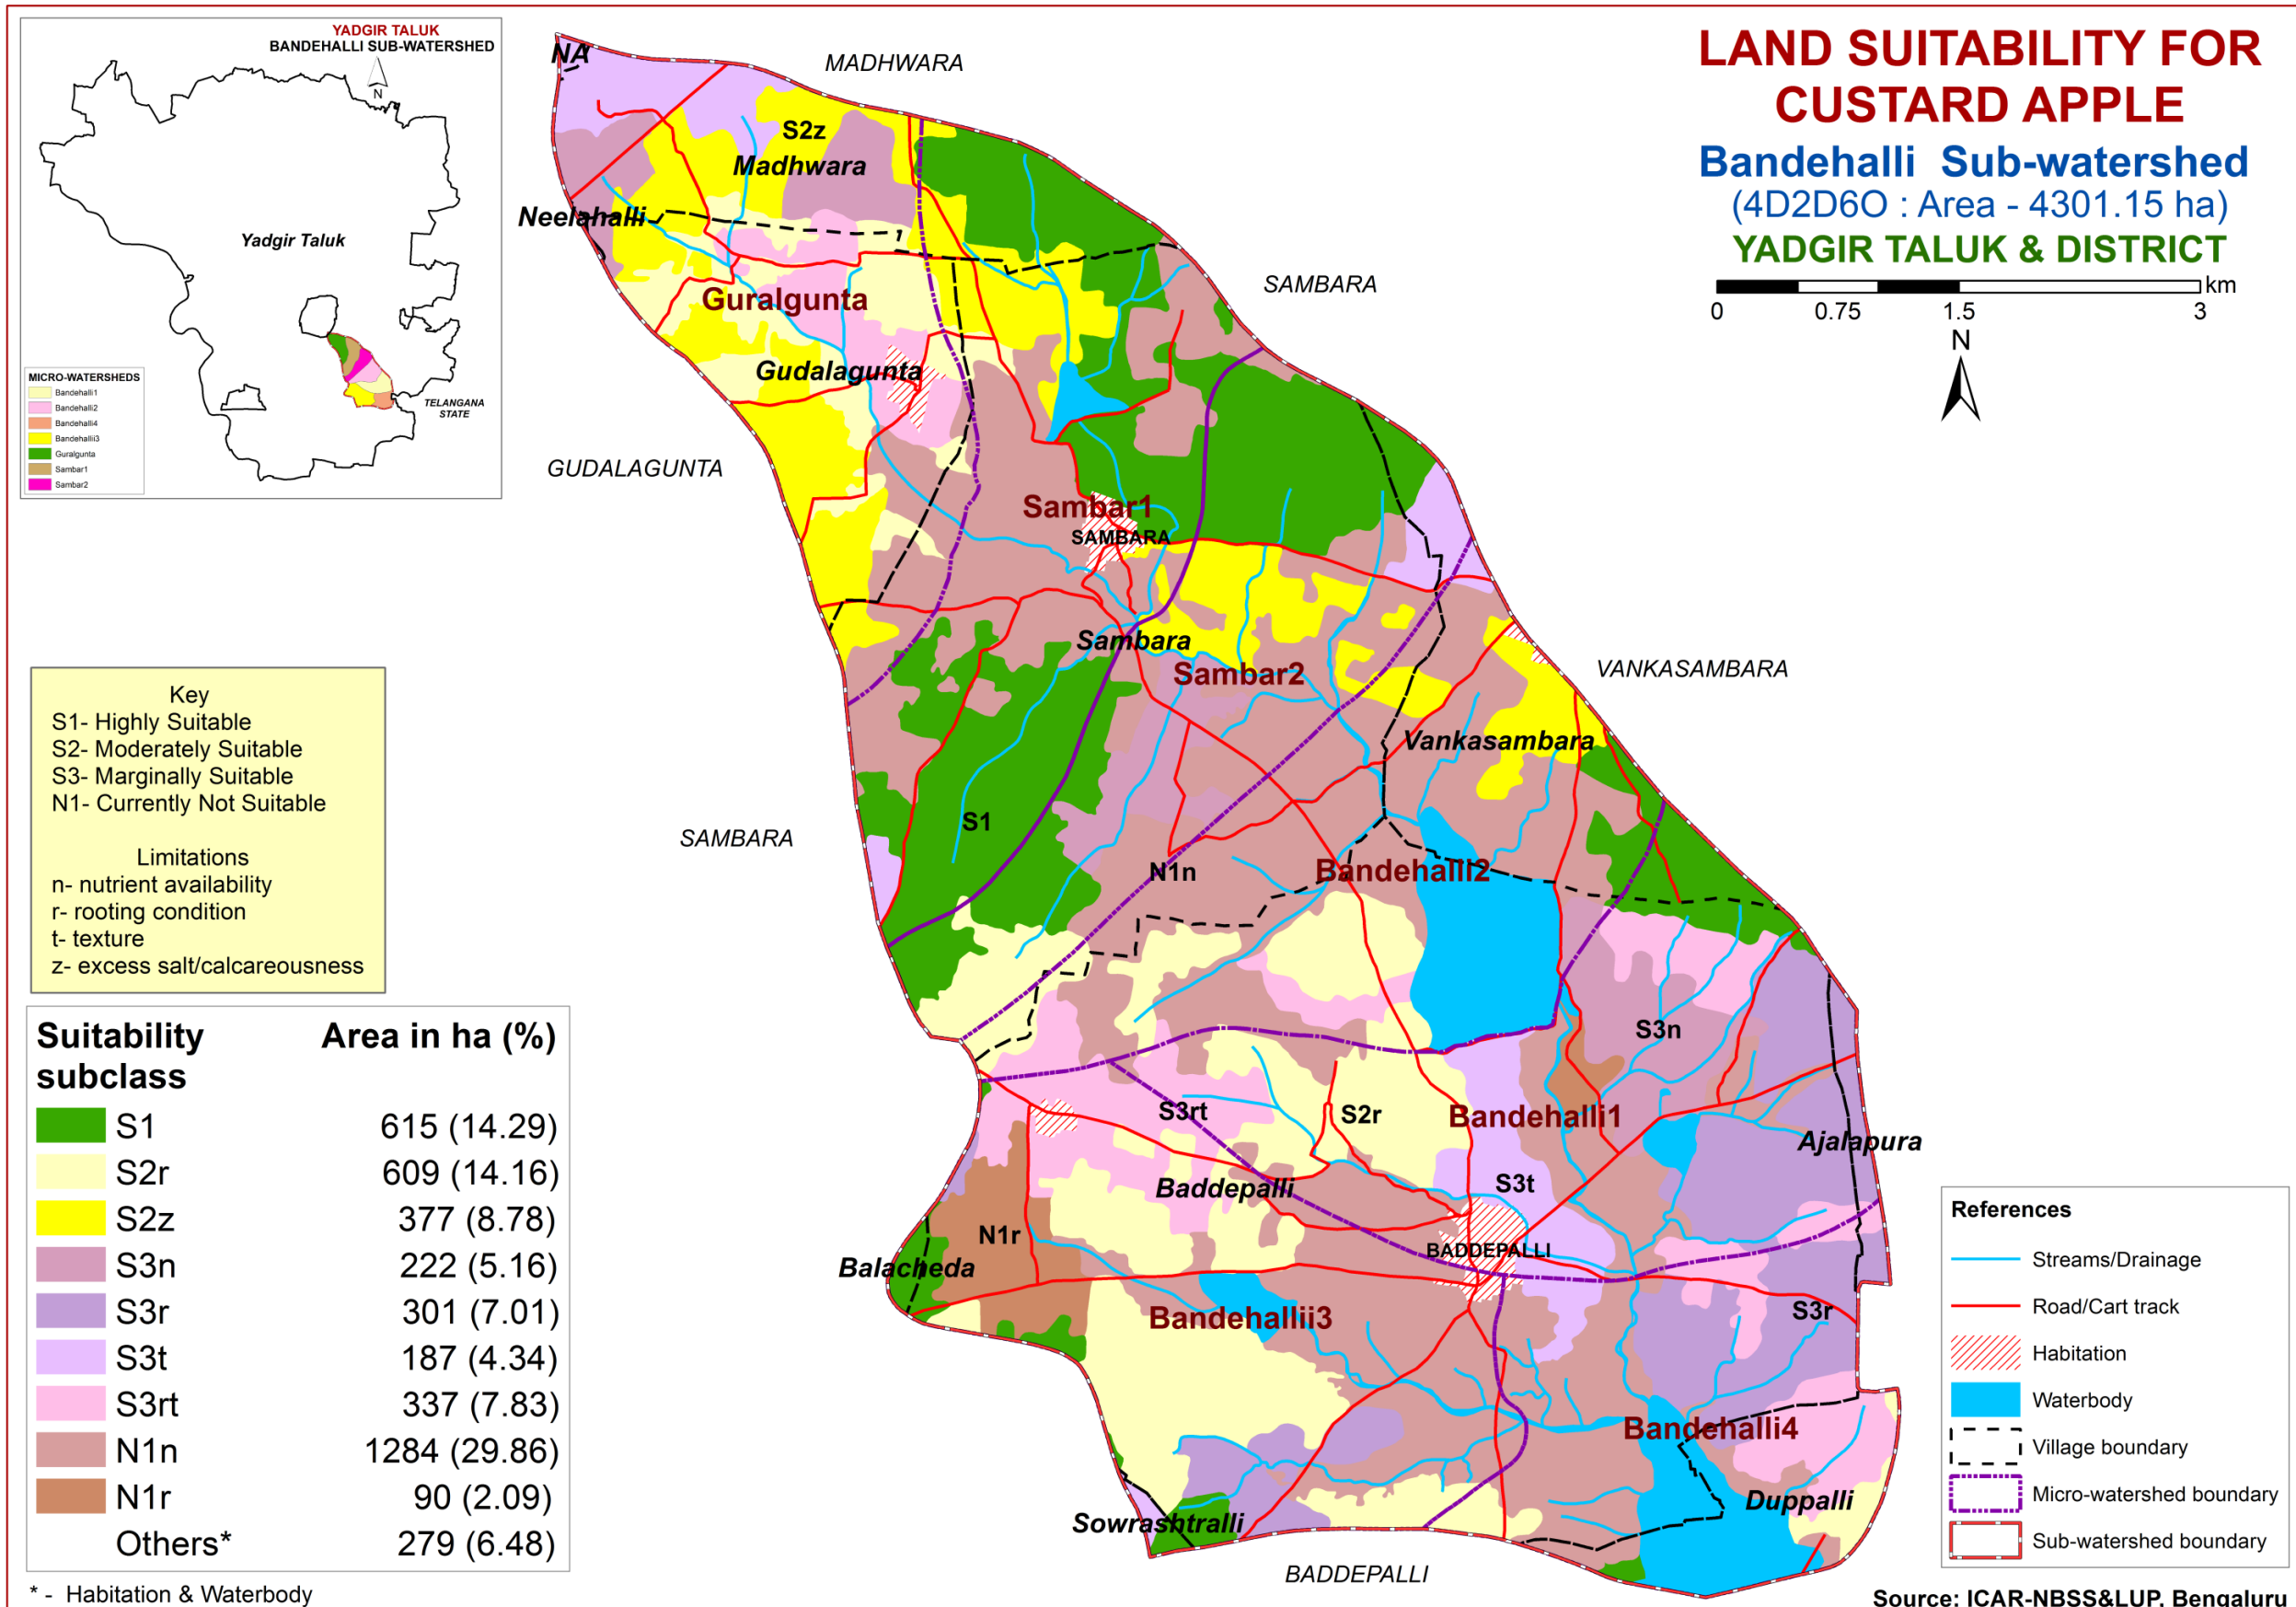 YADGIR TALUK
BANDEHALLI SUB-WATERSHED
N
Yadgir Taluk
TELANGANA
STATE
MICRO-WATERSHEDS
Bandehalli1
Bandehalli2
Bandehalli4
Bandehallii3
Guralgunta
Sambar1
Sambar2
LAND SUITABILITY FOR
CUSTARD APPLE
Bandehalli Sub-watershed
(4D2D6O : Area - 4301.15 ha)
YADGIR TALUK & DISTRICT
km
0 0.75 1.5 3
N
NA
MADHWARA
S2z
Madhwara
Neelahalli
SAMBARA
Guralgunta
Gudalagunta
GUDALAGUNTA
Sambar1
SAMBARA
Sambara
Sambar2
VANKASAMBARA
Vankasambara
S1
SAMBARA
N1n
Bandehalli2
S3n
S3rt
S2r
Bandehalli1
Ajalapura
S3t
Baddepalli
N1r
BADDEPALLI
Balacheda
Bandehallii3
S3r
Bandehalli4
Duppalli
Sowrashtralli
BADDEPALLI
Key
S1- Highly Suitable
S2- Moderately Suitable
S3- Marginally Suitable
N1- Currently Not Suitable
Limitations
n- nutrient availability
r- rooting condition
t- texture
z- excess salt/calcareousness
Suitability Area in ha (%)
subclass
S1 615 (14.29)
S2r 609 (14.16)
S2z 377 (8.78)
S3n 222 (5.16)
S3r 301 (7.01)
S3t 187 (4.34)
S3rt 337 (7.83)
N1n 1284 (29.86)
N1r 90 (2.09)
Others* 279 (6.48)
* - Habitation & Waterbody
References
Streams/Drainage
Road/Cart track
Habitation
Waterbody
Village boundary
Micro-watershed boundary
Sub-watershed boundary
Source: ICAR-NBSS&LUP, Bengaluru